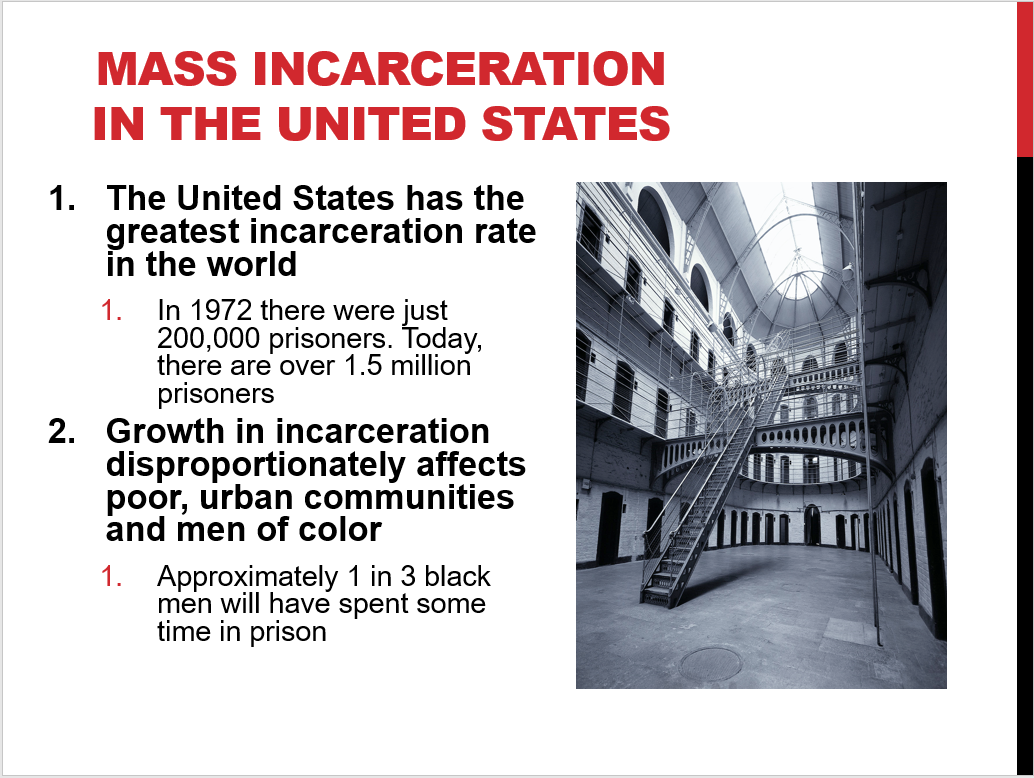 MASS INCARCERATION
IN THE UNITED STATES
1. The United States has the
greatest incarceration rate
in the world
1. In 1972 there were just
200,000 prisoners. Today,
there are over 1.5 million
prisoners
2. Growth in incarceration
disproportionately affects
poor, urban communities
and men of color
1. Approximately 1 in 3 black
men will have spent some
time in prison